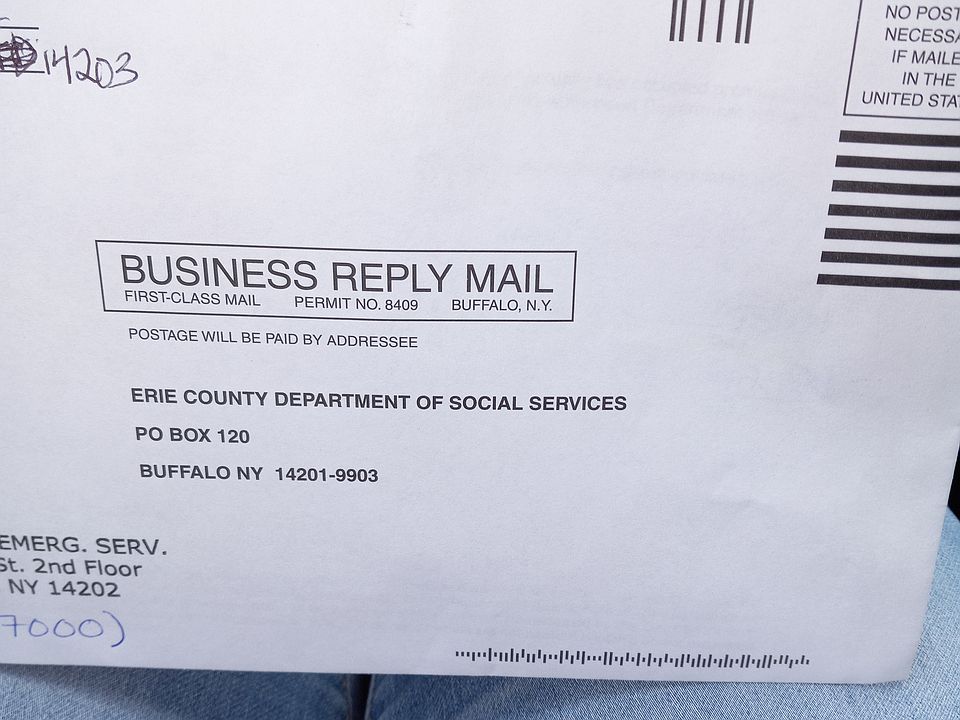 14203
NO POST
NECESSA
IF MAILE
IN THE
UNITED STAT
BUSINESS REPLY MAIL
FIRST-CLASS MAIL PERMIT NO. 8409 BUFFALO, N.Y.
POSTAGE WILL BE PAID BY ADDRESSEE
ERIE COUNTY DEPARTMENT OF SOCIAL SERVICES
PO BOX 120
BUFFALO NY 14201-9903
EMERG. SERV.
St. 2nd Floor
NY 14202
7000)